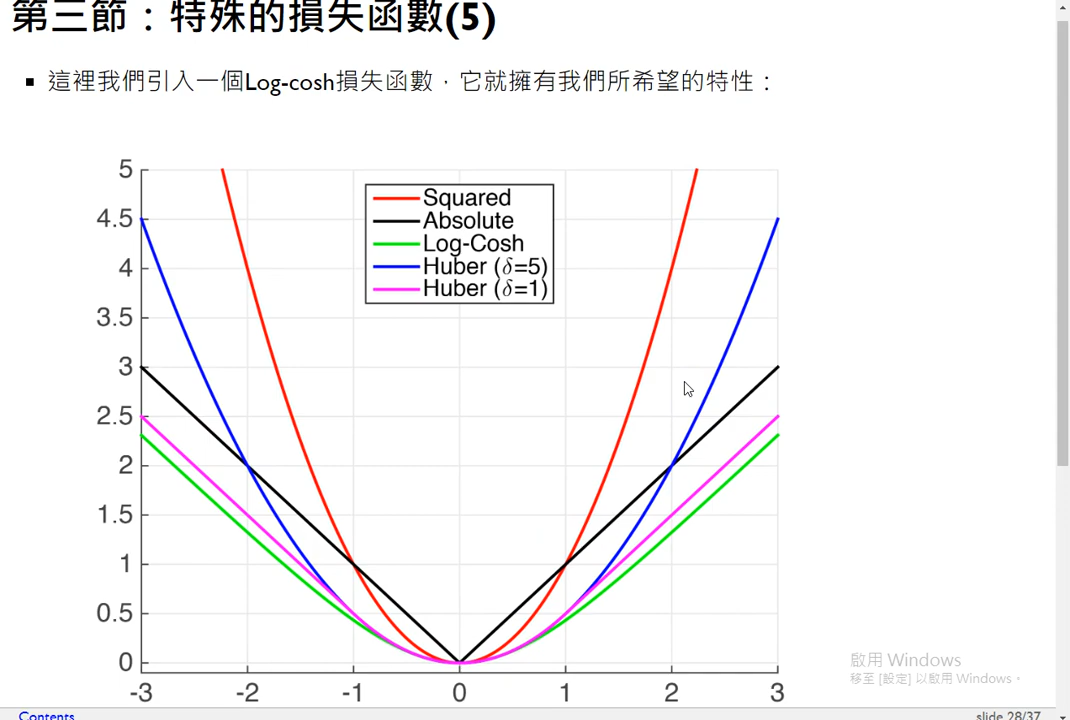 第三節：特殊的損失函數(5)
▪ 這裡我們引入一個Log-cosh損失函數，它就擁有我們所希望的特性：
5
4.5
4
3.5
3
2.5
2
1.5
1
0.5
0
Squared
Absolute
Log-Cosh
Huber (δ=5)
Huber (δ=1)
-3 -2 -1 0 1 2 3
啟用 Windows
移至 [設定] 以啟用 Windows。
Contents
slide 28/37